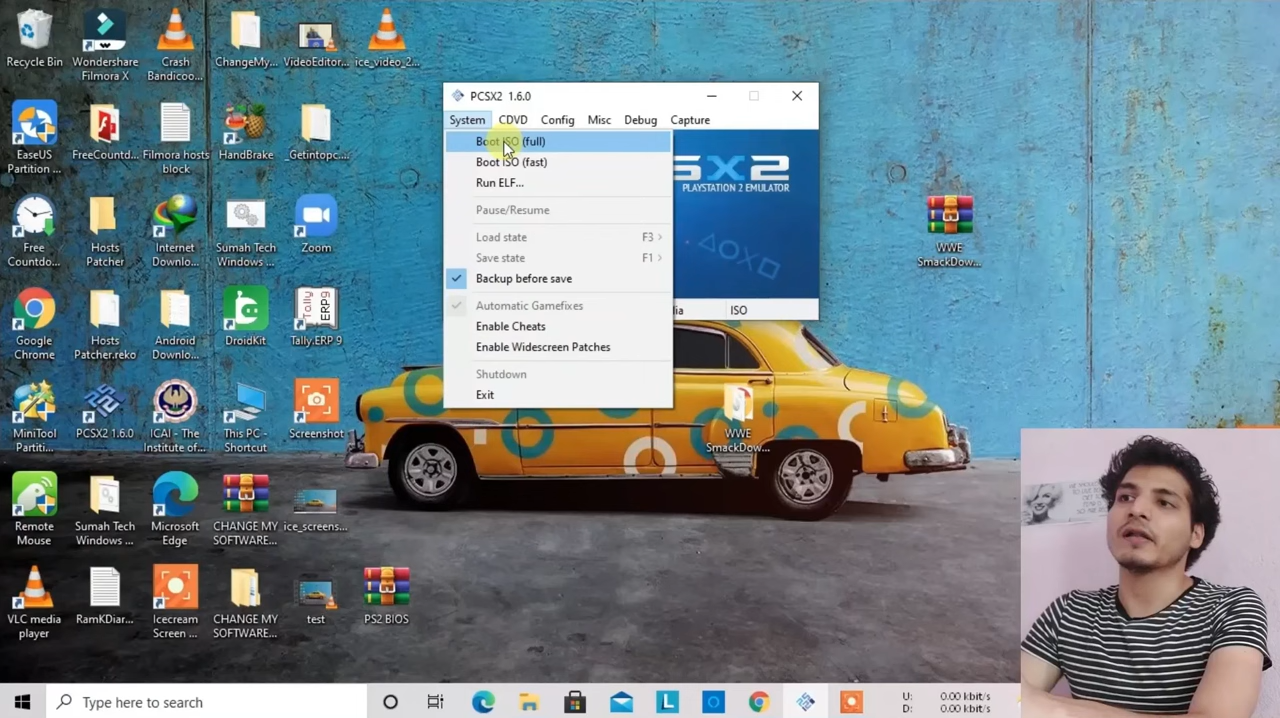 Recycle Bin
Wondershare
Filmora X
Crash
Bandicoo...
ChangeMy...
VideoEditor...
ice_video_2...
EaseUS
Partition ...
FreeCountd...
Filmora hosts
block
HandBrake
_Getintopc....
Free
Countdo...
Hosts
Patcher
Internet
Downlo...
Sumah Tech
Windows ...
Zoom
Google
Chrome
Hosts
Patcher.reko
Android
Downlo...
DroidKit
Tally
ERP9
Tally.ERP 9
MiniTool
Partiti...
PCSX2 1.6.0
ICAI - The
Institute of...
This PC -
Shortcut
Screenshot
Remote
Mouse
Sumah Tech
Windows ...
Microsoft
Edge
CHANGE MY
SOFTWARE...
ice_screens...
VLC media
player
RamKDiar...
Icecream
Screen ...
CHANGE MY
SOFTWARE...
test
PS2 BIOS
PCSX2 1.6.0
System CDVD Config Misc Debug Capture
Boot ISO (full)
Boot ISO (fast)
Run ELF...
Pause/Resume
Load state F3
Save state F1
Backup before save
Automatic Gamefixes
Enable Cheats
Enable Widescreen Patches
Shutdown
Exit
SX2
PLAYSTATION 2 EMULATOR
ISO
WWE
SmackDow...
WWE
SmackDow...
Type here to search
L
U: 0.00 kbit/s
D: 0.00 kbit/s